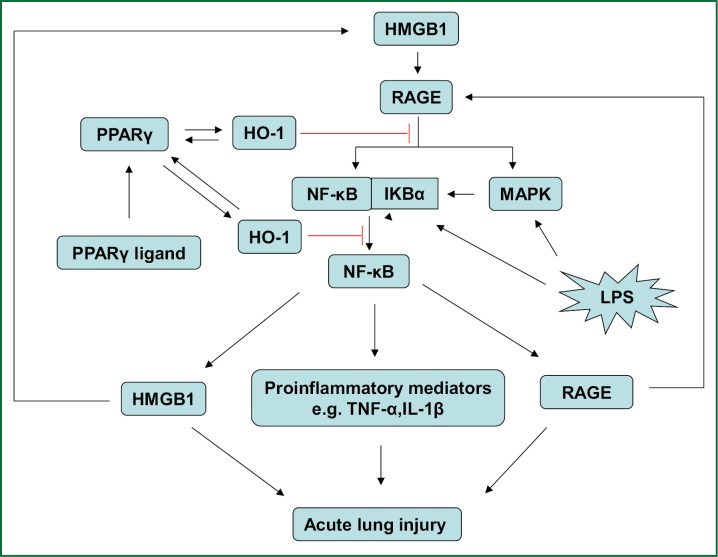 HMGB1
RAGE
PPARγ
HO-1
NF-κB
IKBα
MAPK
HO-1
PPARγ ligand
NF-κB
LPS
HMGB1
Proinflammatory mediators
e.g. TNF-α,IL-1β
RAGE
Acute lung injury